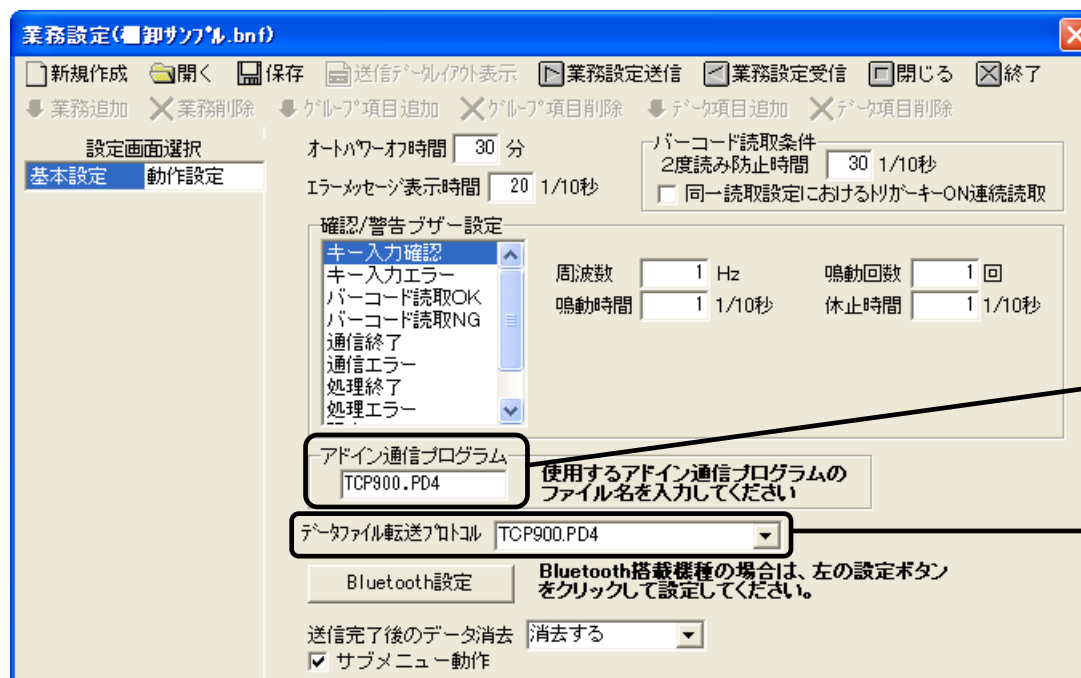 業務設定(棚卸サンプル.bnf)
新規作成 開く 保存 送信データレイアウト表示 業務設定送信 業務設定受信 閉じる 終了
業務追加 業務削除 グループ項目追加 グループ項目削除 データ項目追加 データ項目削除
設定画面選択
基本設定 動作設定
オートパワーオフ時間 30 分
エラーメッセージ表示時間 20 1/10秒
バーコード読取条件
2度読み防止時間 30 1/10秒
同一読取設定におけるトリガーキーON連続読取
確認/警告ブザー設定
キー入力確認
キー入力エラー
バーコード読取OK
バーコード読取NG
通信終了
通信エラー
処理終了
処理エラー
周波数 1 Hz 鳴動回数 1 回
鳴動時間 1 1/10秒 休止時間 1 1/10秒
アドイン通信プログラム
TCP900.PD4
使用するアドイン通信プログラムの
ファイル名を入力してください
データファイル転送プロトコル TCP900.PD4
Bluetooth設定
Bluetooth搭載機種の場合は、左の設定ボタン
をクリックして設定してください。
送信完了後のデータ消去 消去する
サブメニュー動作